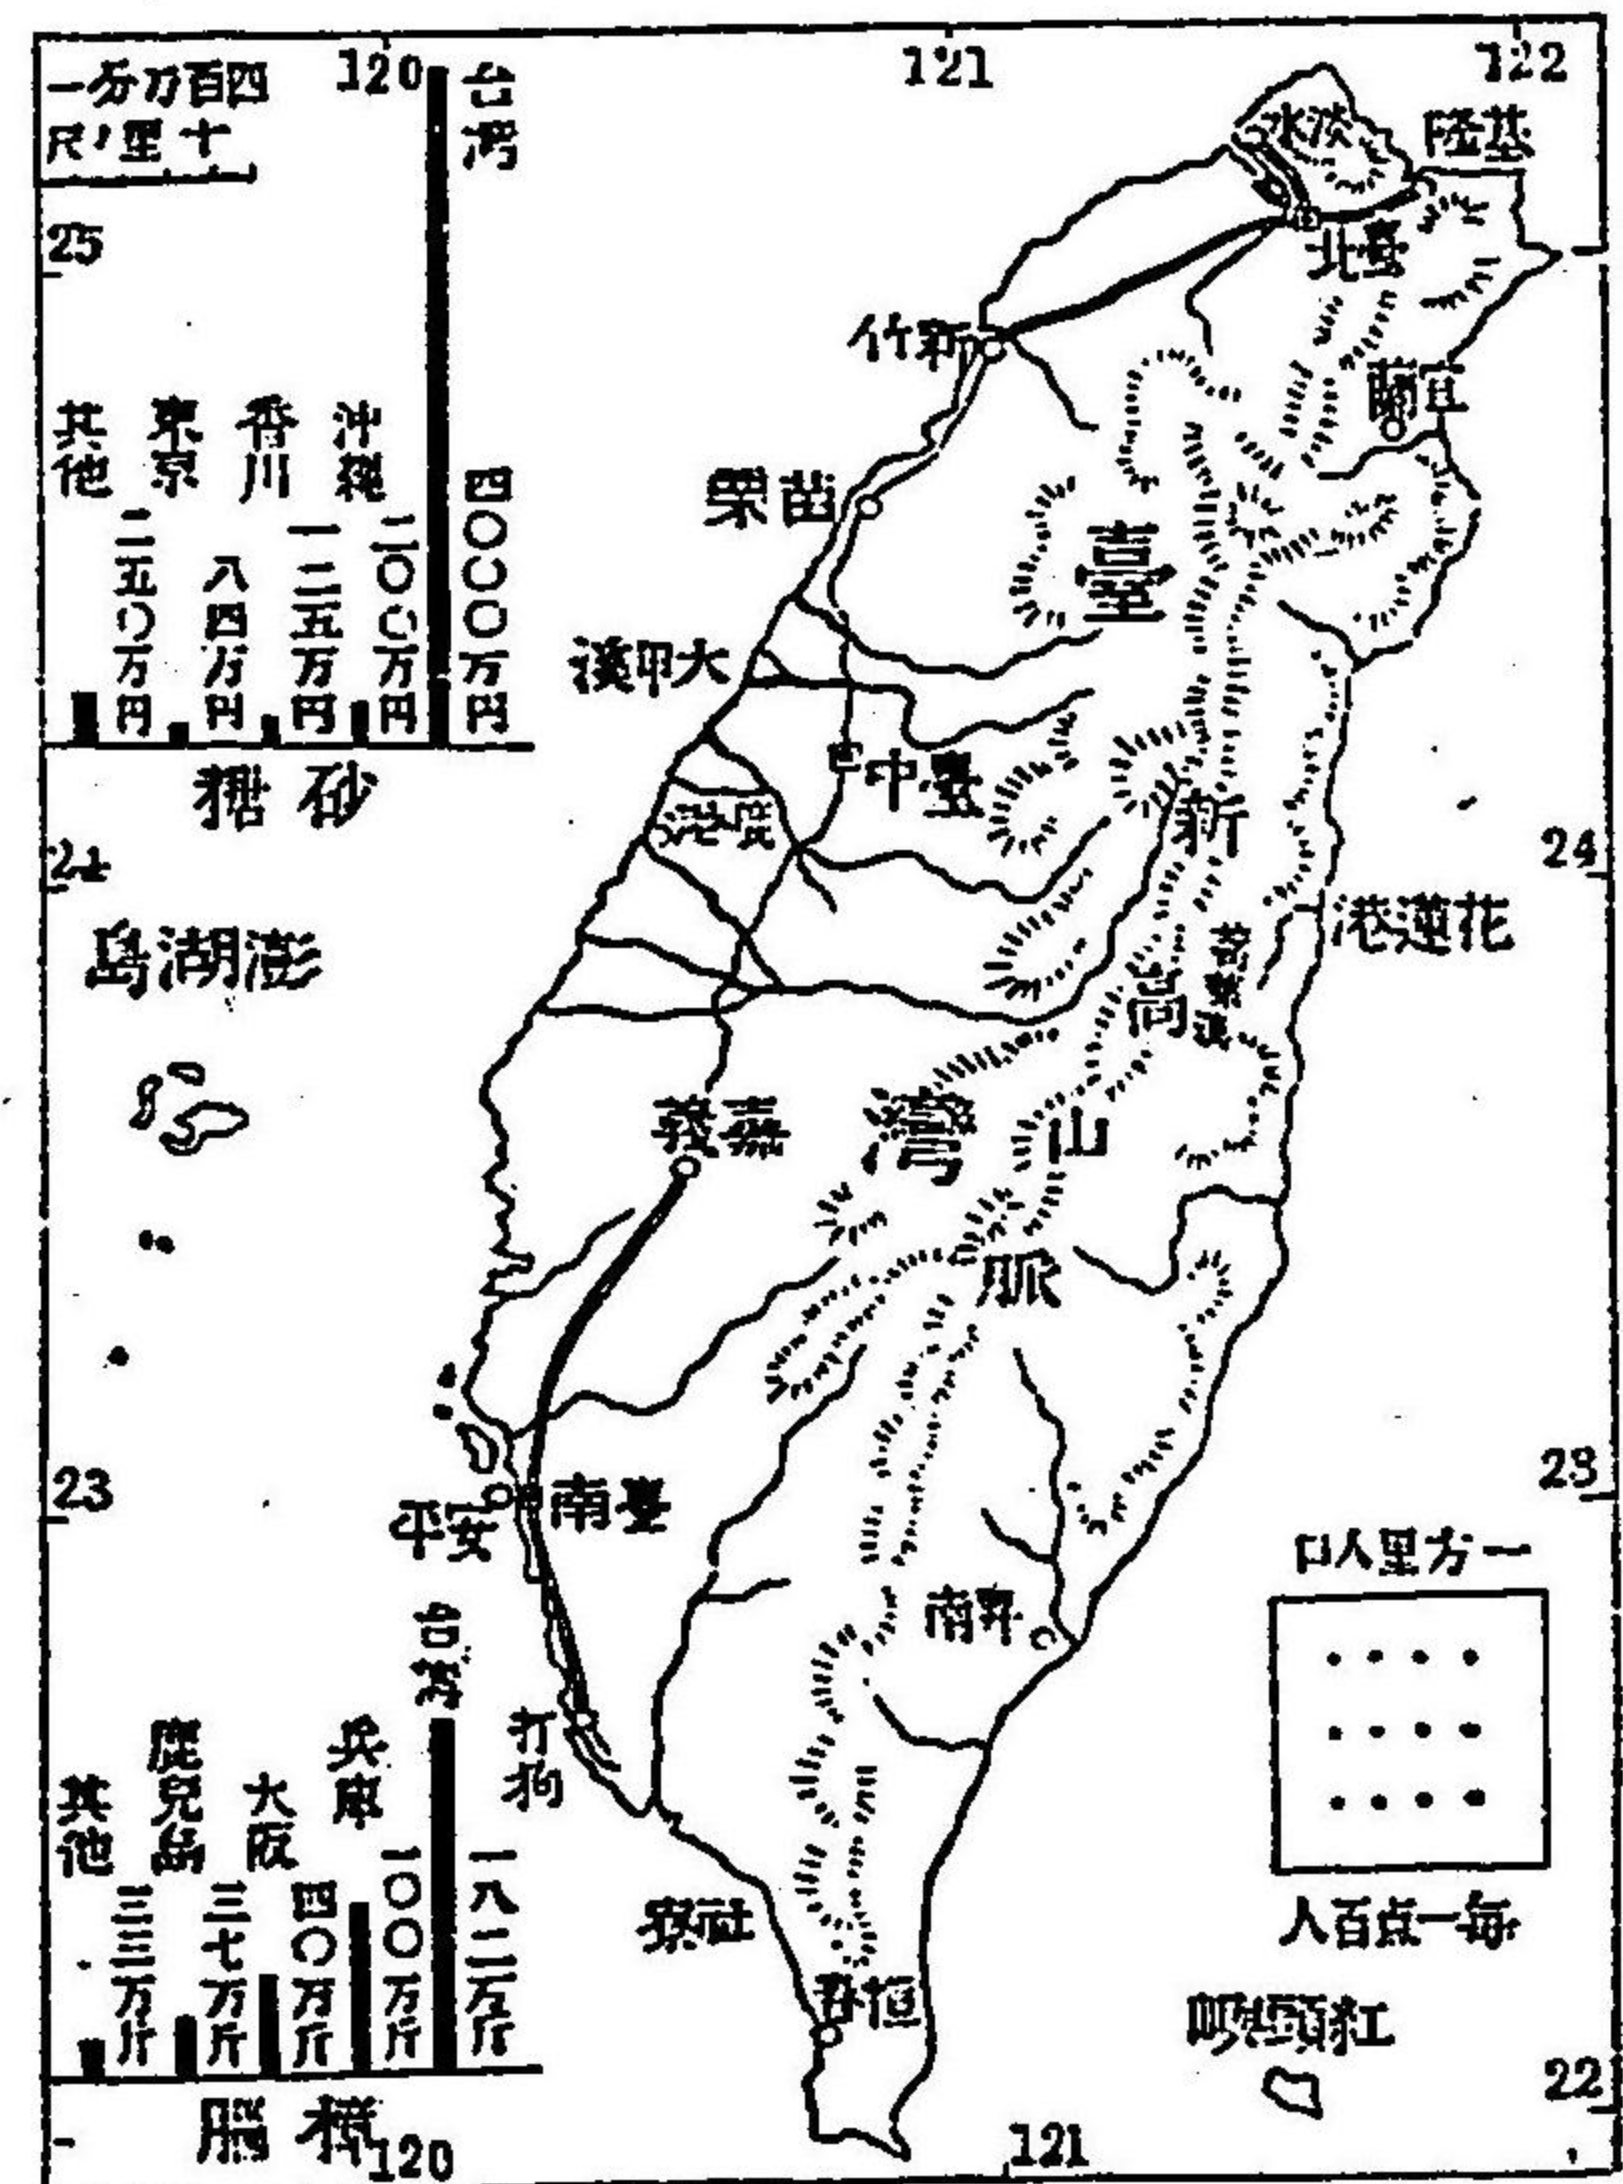 120
121
122
四百万分一
十里ノ尺
25
24
23
台湾
四〇〇〇万円
沖縄
二〇〇万円
香川
一二五万円
東京
八四万円
其他
二五〇万円
砂糖
淡水
基隆
臺北
新竹
宜蘭
苗栗
大甲溪
臺中
鹿港
臺灣
新高山脈
花蓮港
澎湖島
嘉義
臺南
安平
卑南
打狗
社寮
恒春
24
23
22
一方里人口
毎一点百人
紅頭嶼
台湾
一八二万斤
兵庫
一〇〇万斤
大阪
四〇万斤
鹿児島
三七万斤
其他
三三万斤
樟脳
120
121